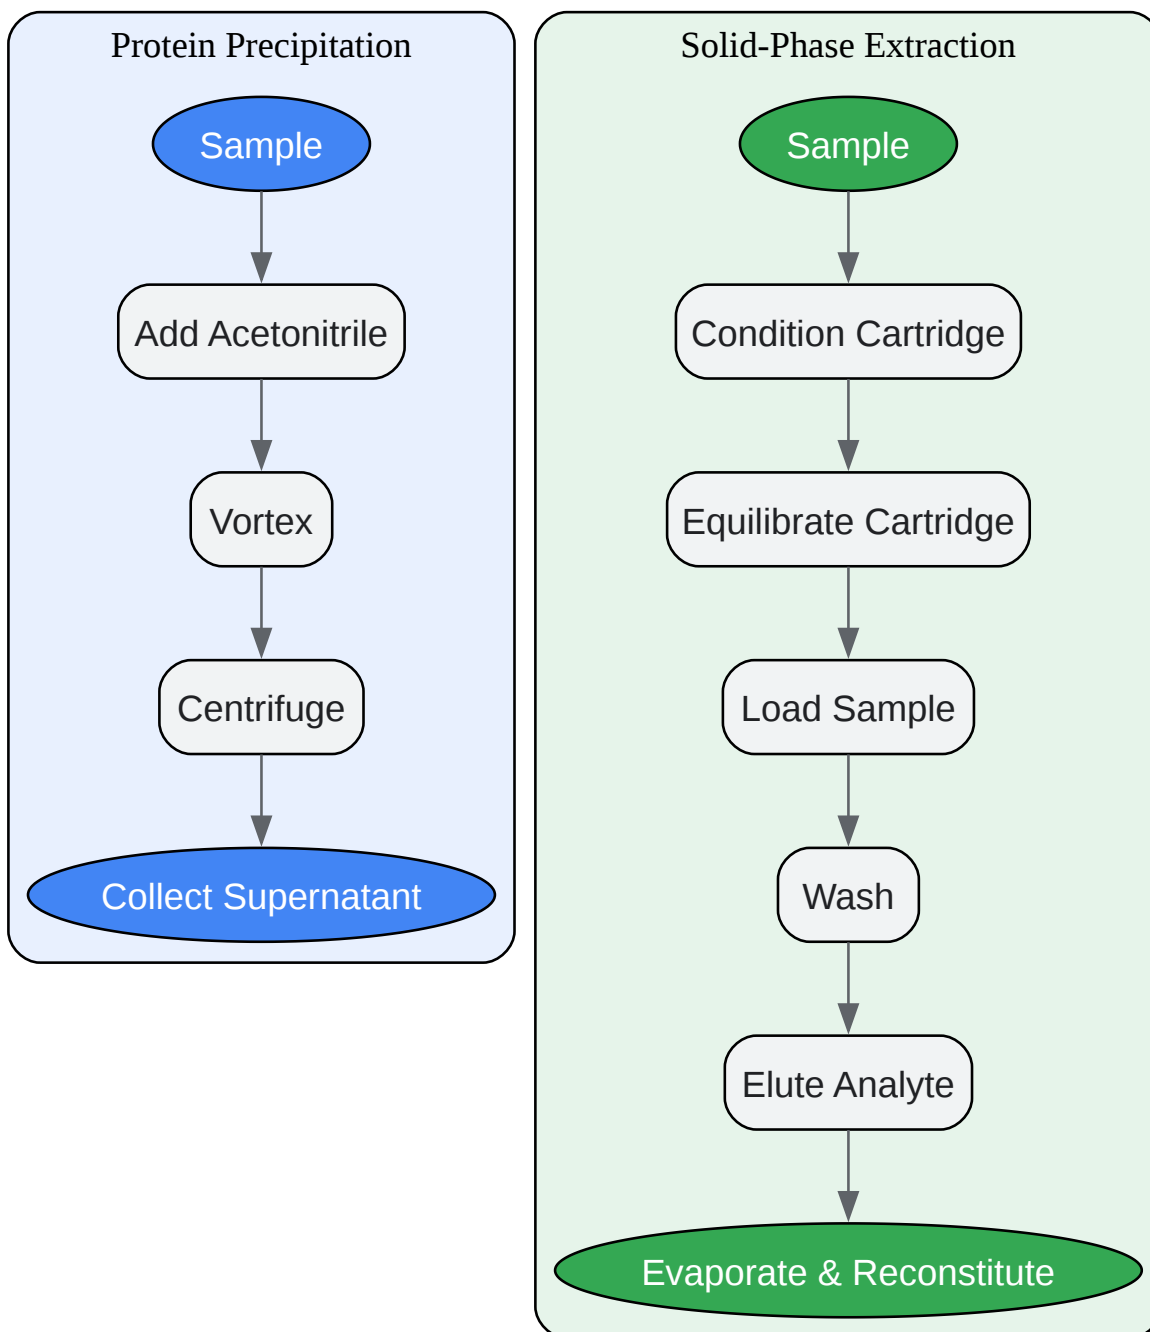 Protein Precipitation
Sample
Add Acetonitrile
Vortex
Centrifuge
Collect Supernatant
Solid-Phase Extraction
Sample
Condition Cartridge
Equilibrate Cartridge
Load Sample
Wash
Elute Analyte
Evaporate & Reconstitute